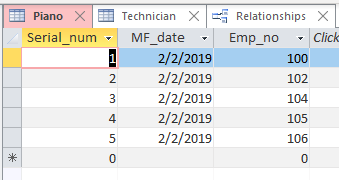 Piano Technician Relationships
Serial_num MF_date Emp_no Click
1 2/2/2019 100
2 2/2/2019 102
3 2/2/2019 104
4 2/2/2019 105
5 2/2/2019 106
* 0 0